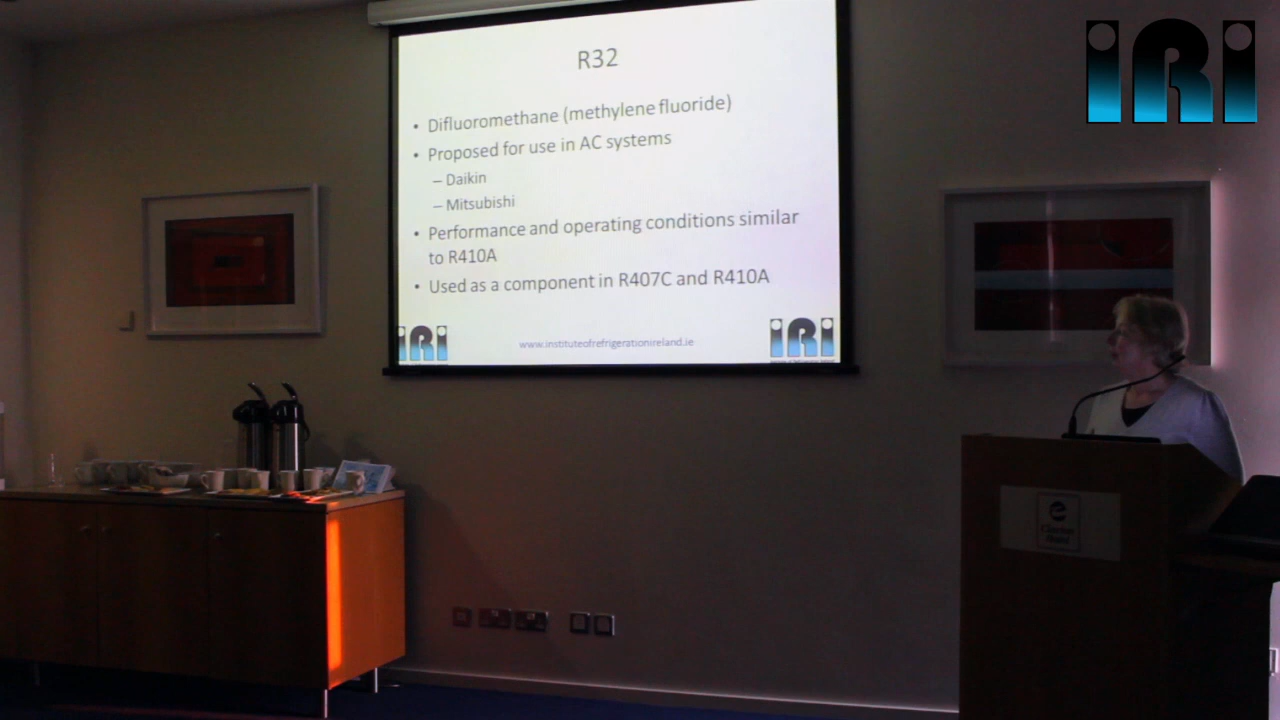 IRI
R32
• Difluoromethane (methylene fluoride)
• Proposed for use in AC systems
– Daikin
– Mitsubishi
• Performance and operating conditions similar
to R410A
• Used as a component in R407C and R410A
IRI
www.instituteofrefrigerationireland.ie
IRI